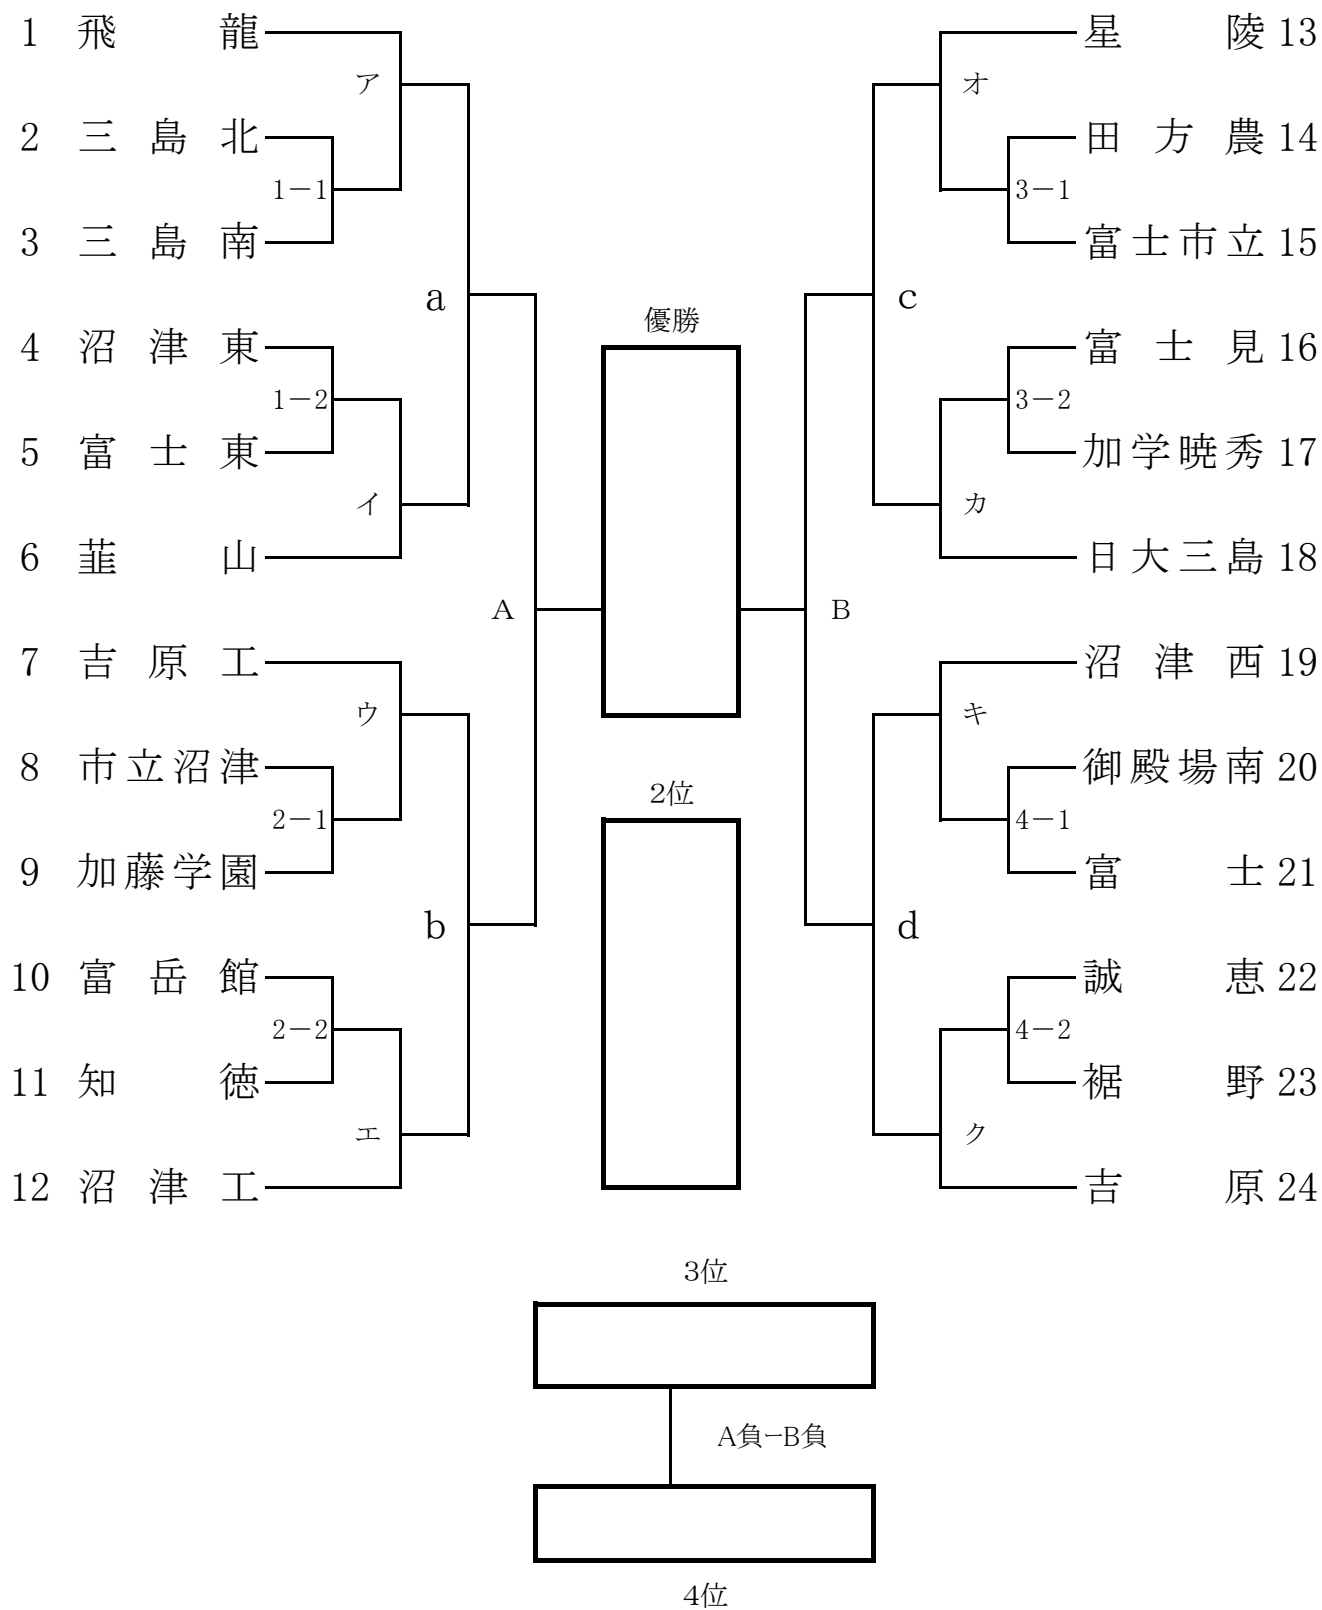 1 飛龍
ア
2 三島北
1－1
3 三島南
a
4 沼津東
1－2
5 富士東
イ
6 韮山
A
7 吉原工
ウ
8 市立沼津
2－1
9 加藤学園
b
10 富岳館
2－2
11 知徳
エ
12 沼津工
優勝
2位
星陵 13
オ
田方農 14
3－1
富士市立 15
c
富士見 16
3－2
加学暁秀 17
カ
日大三島 18
B
沼津西 19
キ
御殿場南 20
4－1
富士 21
d
誠恵 22
4－2
裾野 23
ク
吉原 24
3位
A負ーB負
4位